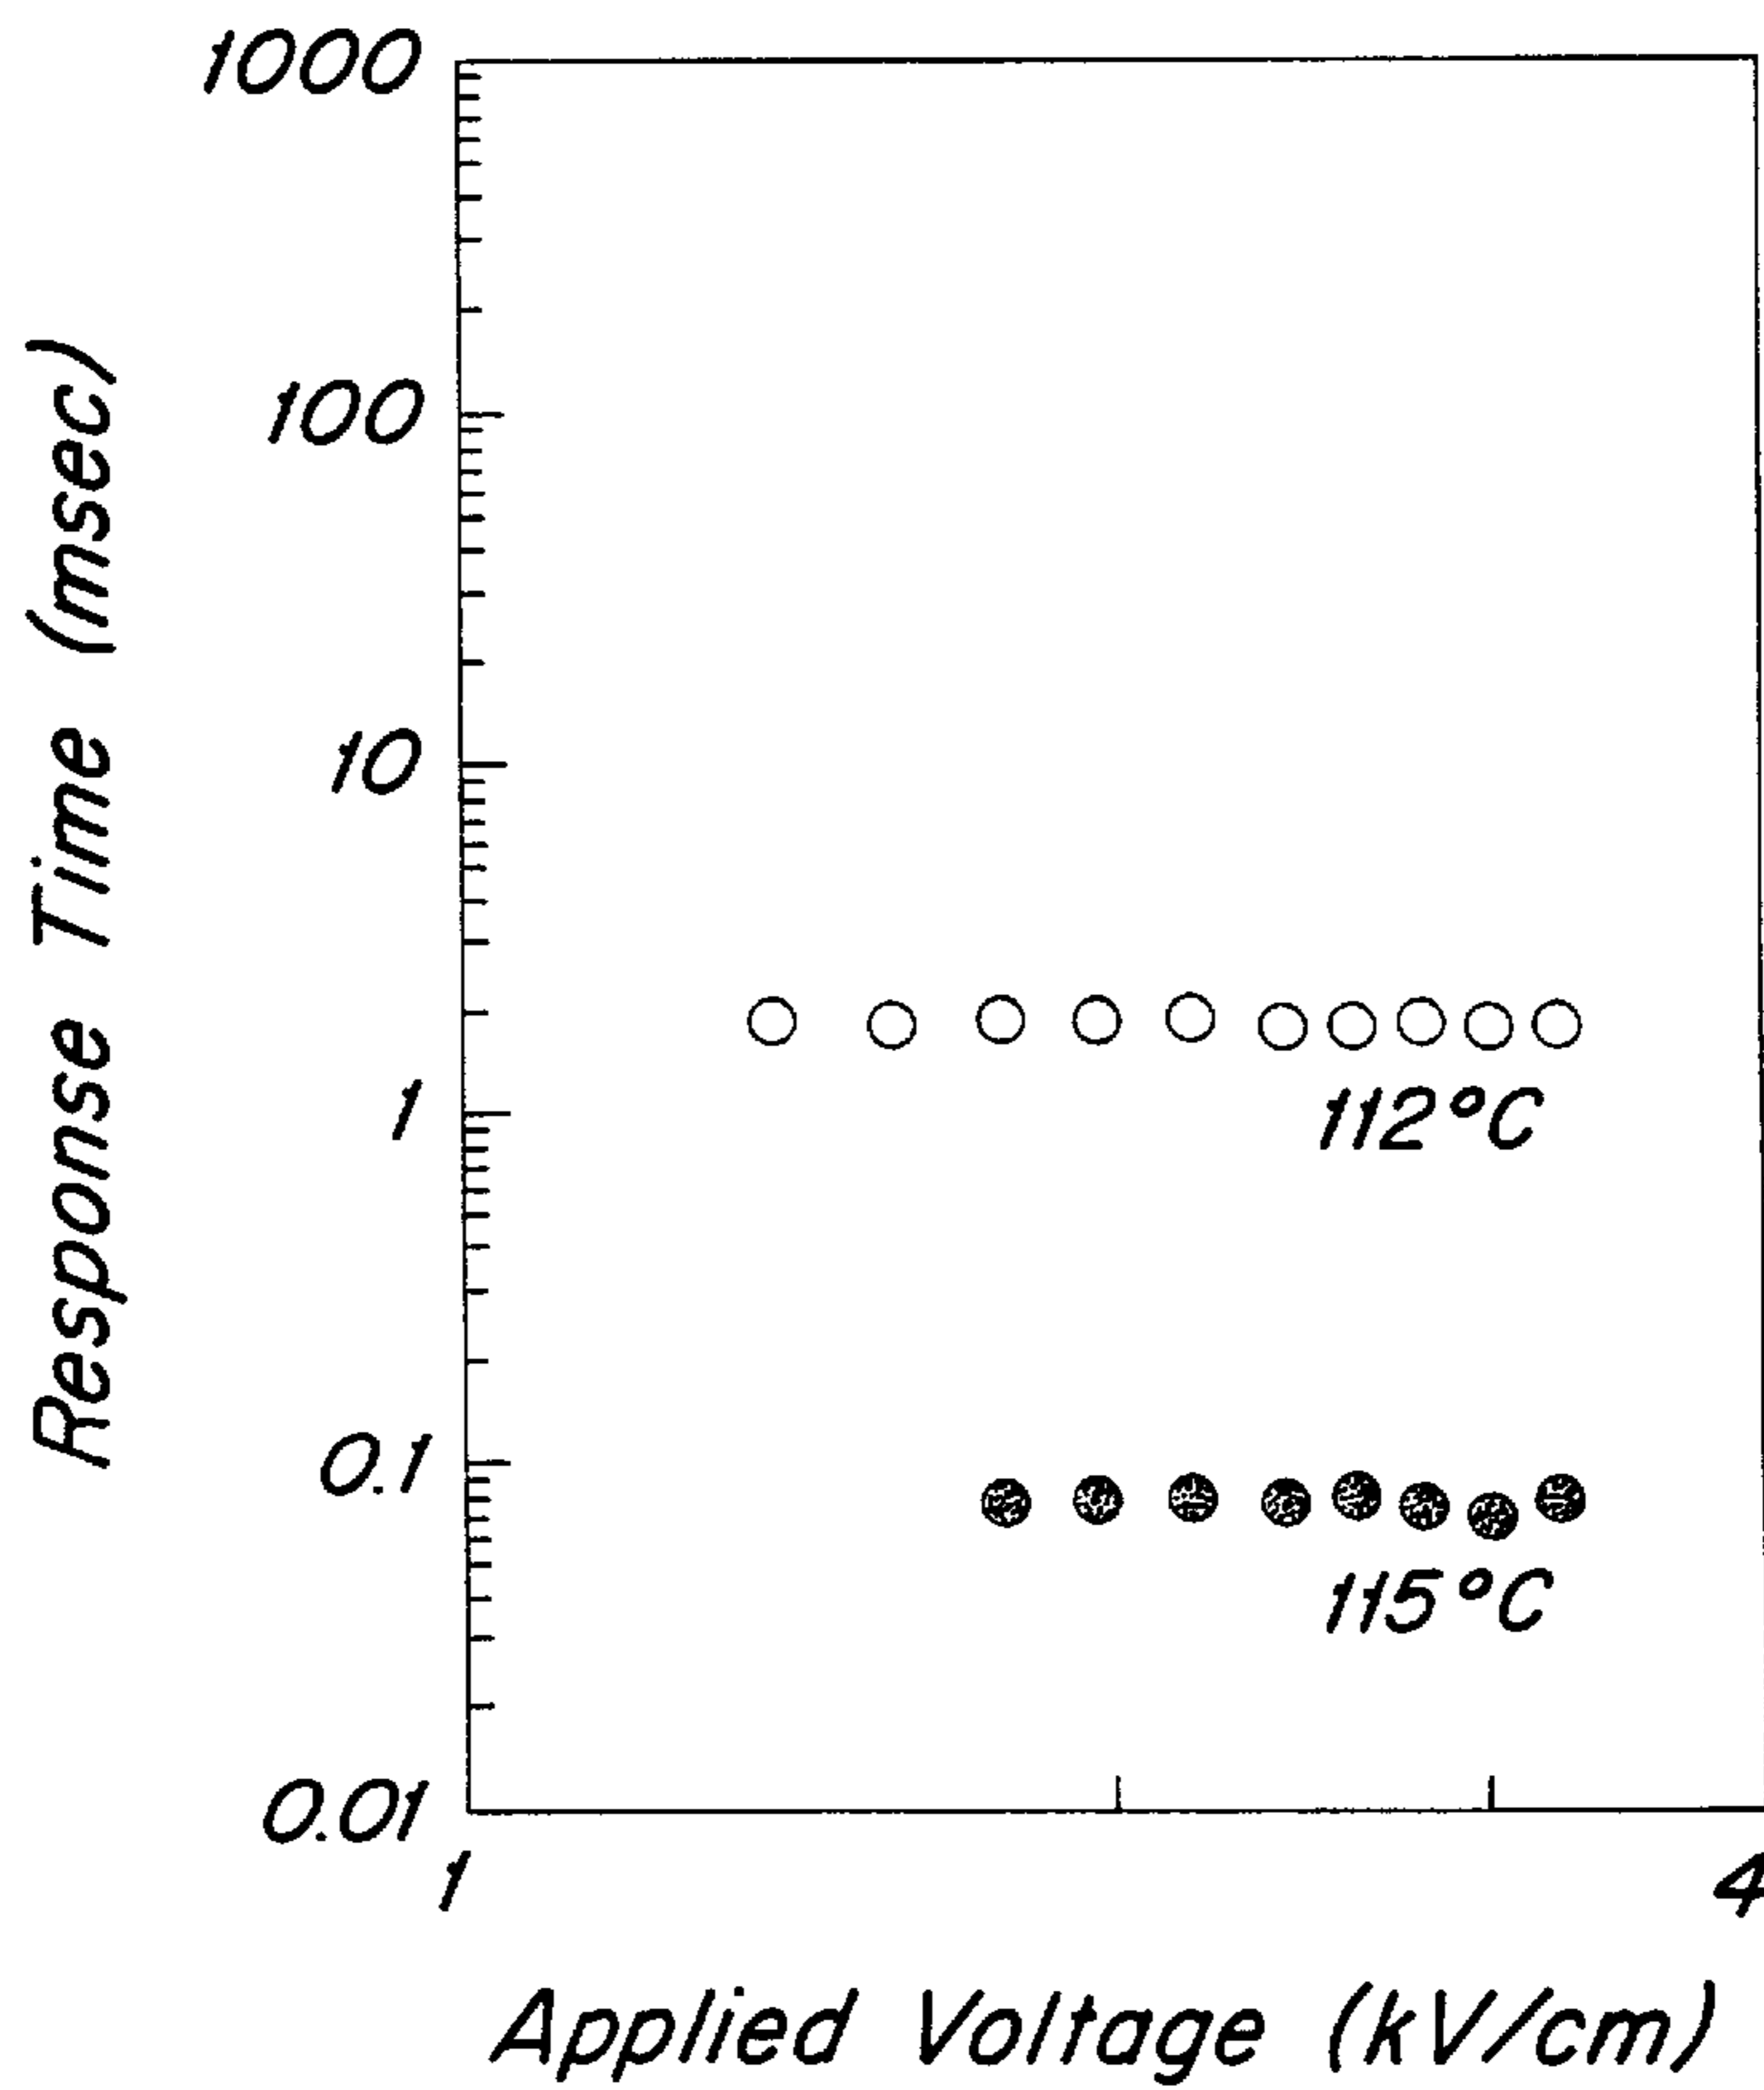 Response Time (msec)
1000
100
10
1
0.1
0.01
112°C
115°C
1
4
Applied Voltage (kV/cm)